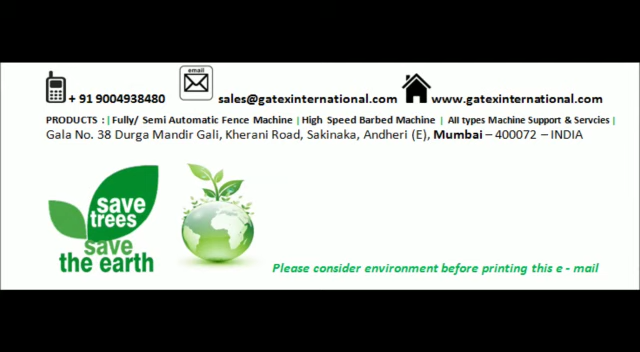 email
+ 91 9004938480 sales@gatexinternational.com www.gatexinternational.com
PRODUCTS : | Fully/ Semi Automatic Fence Machine | High Speed Barbed Machine | All types Machine Support & Servcies |
Gala No. 38 Durga Mandir Gali, Kherani Road, Sakinaka, Andheri (E), Mumbai – 400072 – INDIA
save
trees
save
the earth
Please consider environment before printing this e - mail